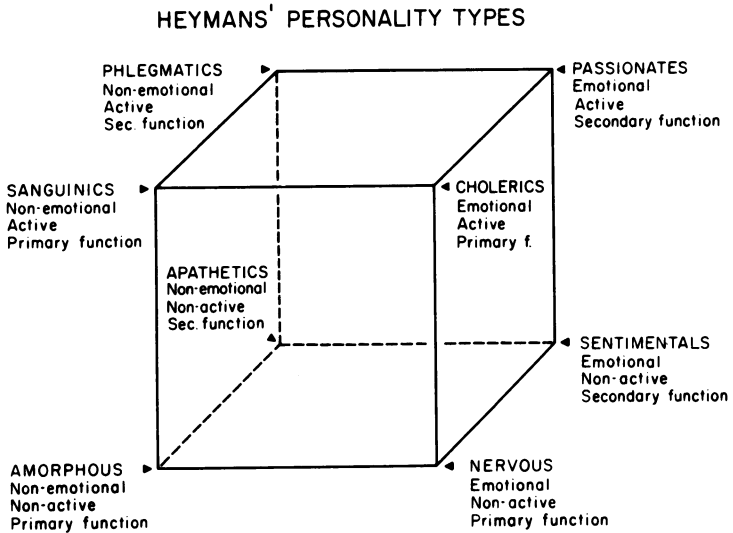 HEYMANS' PERSONALITY TYPES
PHLEGMATICS
Non-emotional
Active
Sec. function
PASSIONATES
Emotional
Active
Secondary function
SANGUINICS
Non-emotional
Active
Primary function
CHOLERICS
Emotional
Active
Primary f.
APATHETICS
Non-emotional
Non-active
Sec. function
SENTIMENTALS
Emotional
Non-active
Secondary function
AMORPHOUS
Non-emotional
Non-active
Primary function
NERVOUS
Emotional
Non-active
Primary function